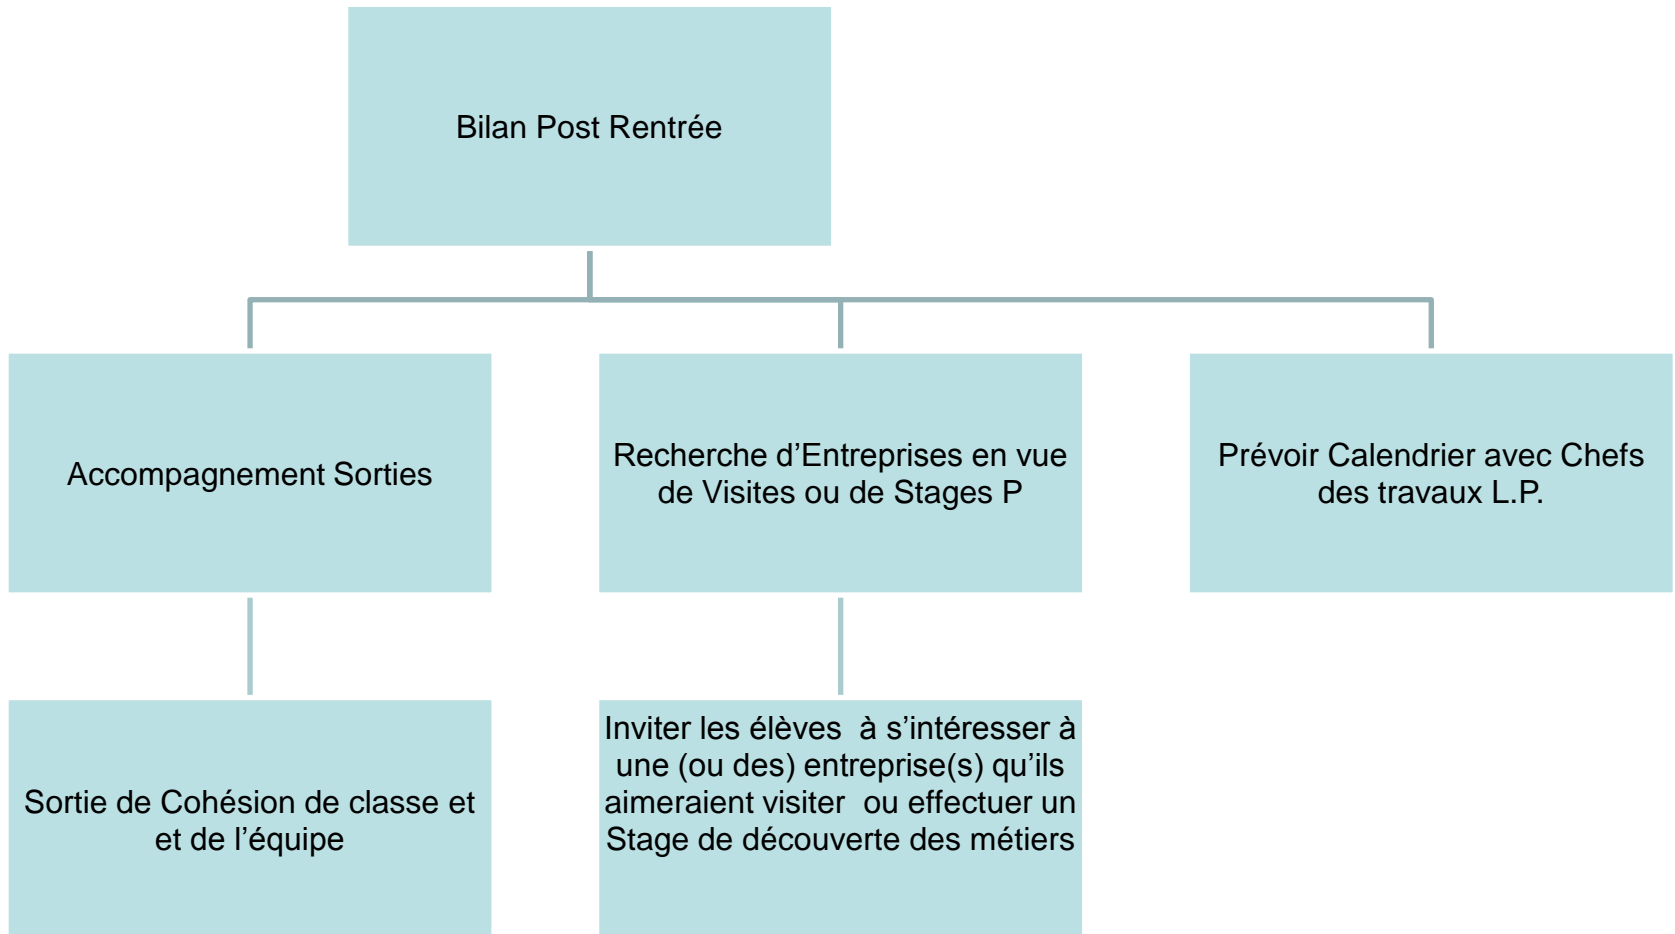 Bilan Post Rentrée
Accompagnement Sorties
Recherche d’Entreprises en vue
de Visites ou de Stages P
Prévoir Calendrier avec Chefs
des travaux L.P.
Sortie de Cohésion de classe et
et de l’équipe
Inviter les élèves  à s’intéresser à
une (ou des) entreprise(s) qu’ils
aimeraient visiter  ou effectuer un
Stage de découverte des métiers